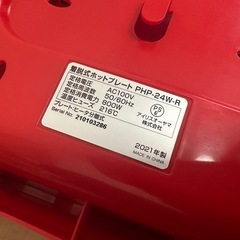 着脱式ホットプレート PHP-24W-R
定格電圧 AC100V
定格周波数 50/60Hz
定格消費電力 800W
温度ヒューズ 216℃
プレート・ヒータ分離式
Serial No: 210103286
PS
E
アイリスオーヤマ
株式会社
2021年製
MADE IN CHINA